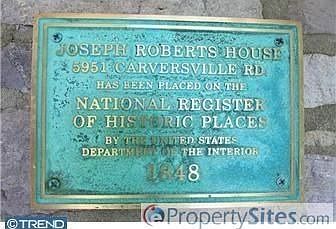 JOSEPH ROBERTS HOUSE
5951 CARVERSVILLE RD
HAS BEEN PLACED ON THE
NATIONAL REGISTER
OF HISTORIC PLACES
BY THE UNITED STATES
DEPARTMENT OF THE INTERIOR
1848
©TREND
ePropertySites.com